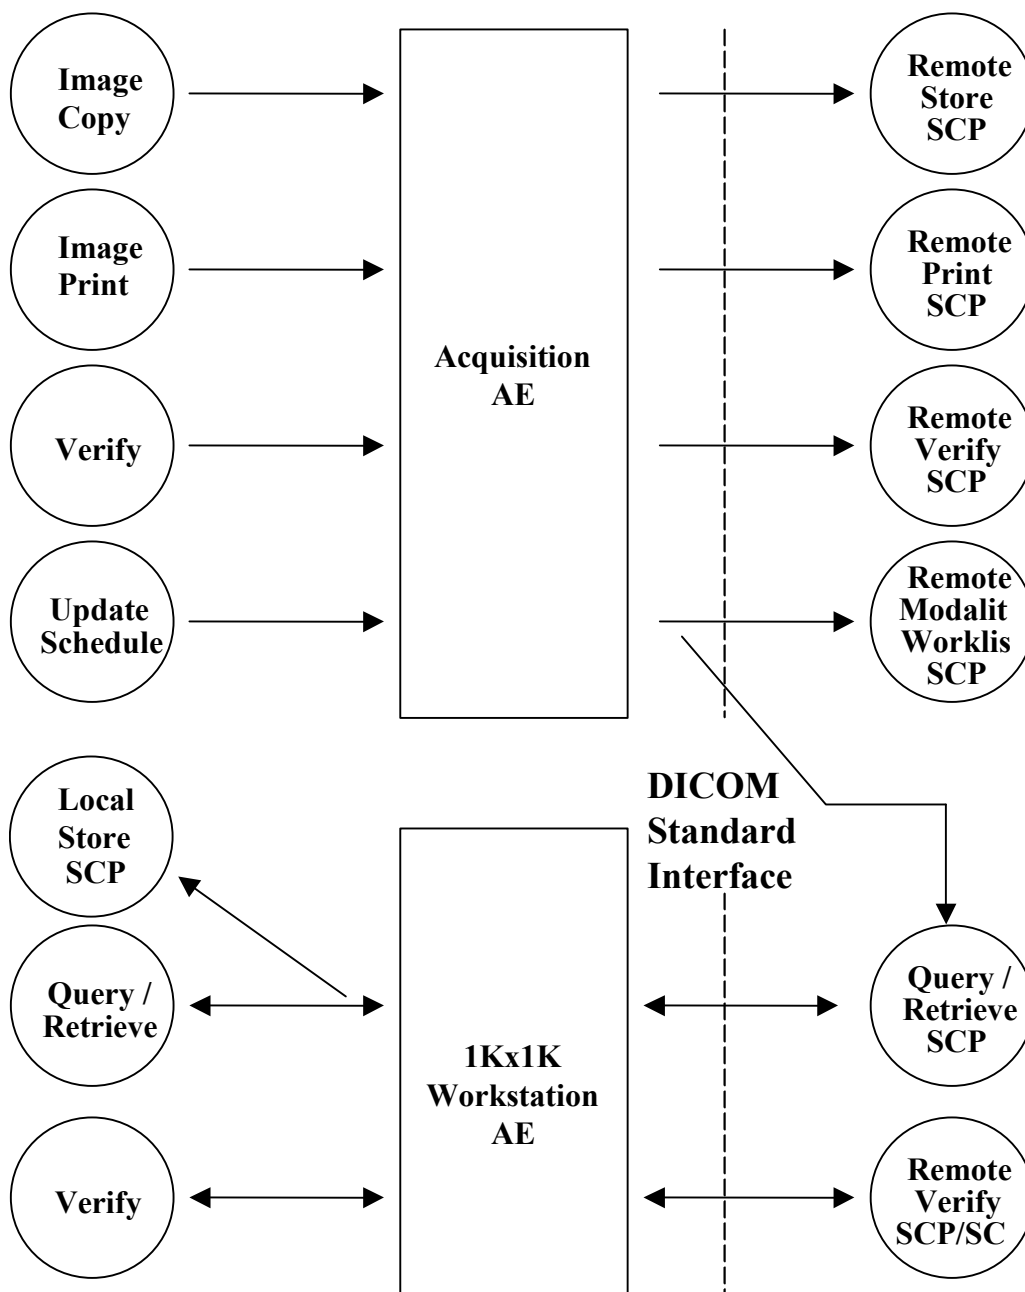 Image
Copy
Remote
Store
SCP
Image
Print
Remote
Print
SCP
Acquisition
AE
Verify
Remote
Verify
SCP
Update
Schedule
Remote
Modalit
Worklis
SCP
Local
Store
SCP
DICOM
Standard
Interface
Query /
Retrieve
Query /
Retrieve
SCP
1Kx1K
Workstation
AE
Verify
Remote
Verify
SCP/SC